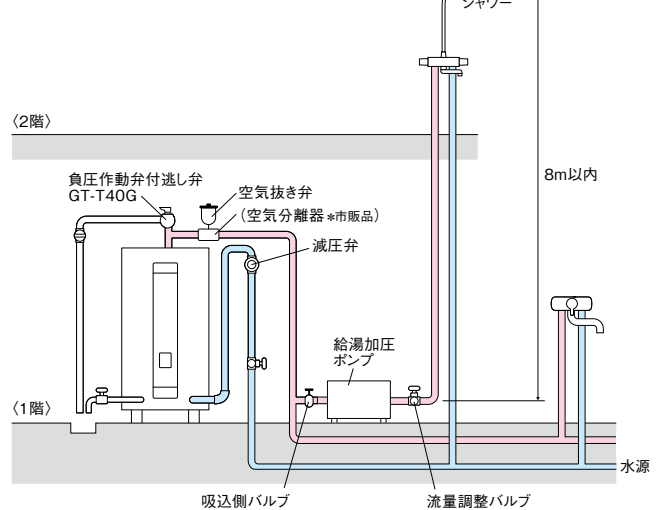 シャワー
〈2階〉
8m以内
負圧作動弁付逃し弁
GT-T40G
空気抜き弁
(空気分離器*市販品)
減圧弁
給湯加圧
ポンプ
〈1階〉
水源
吸込側バルブ
流量調整バルブ